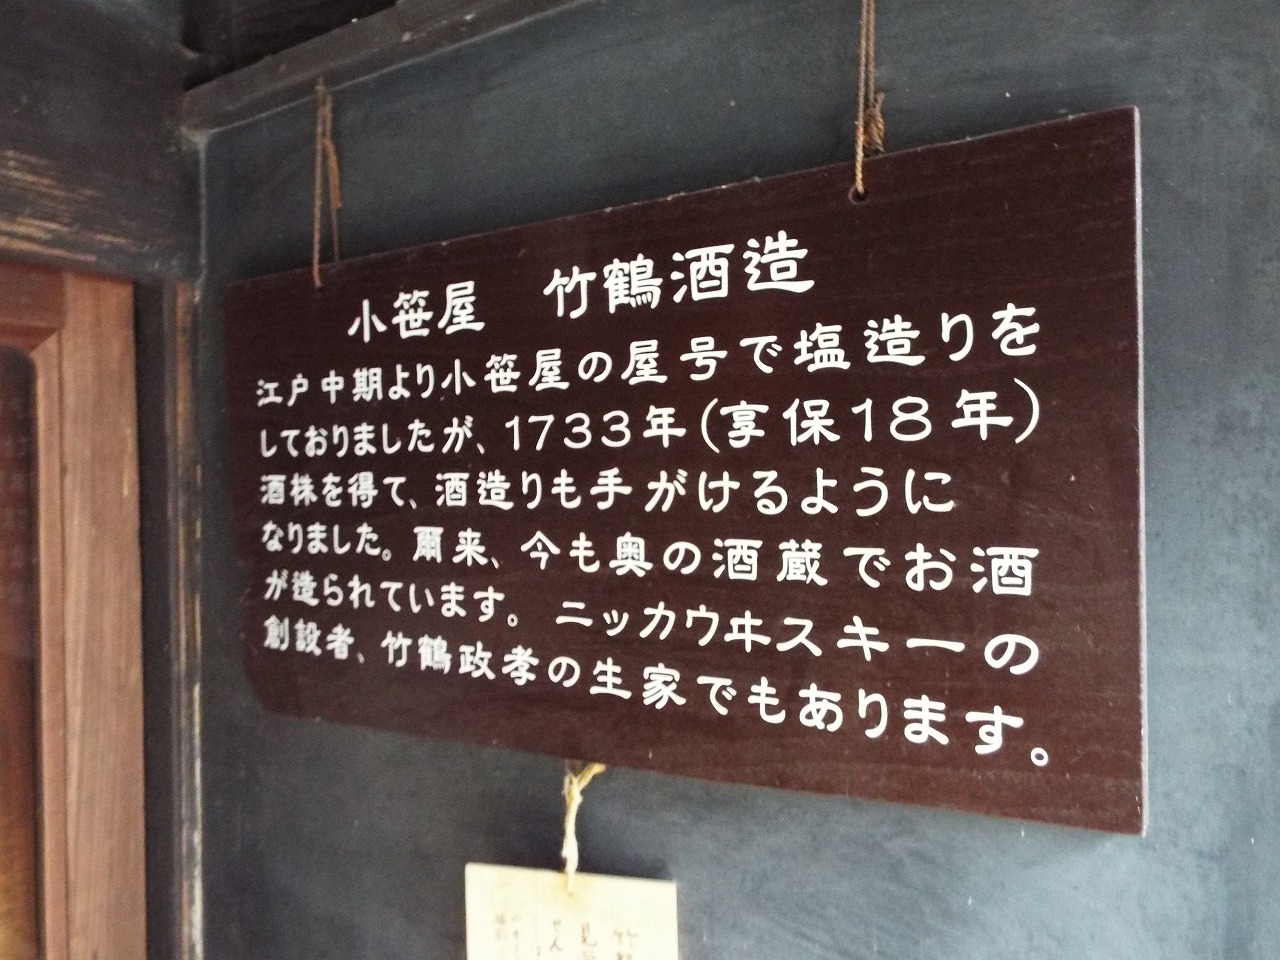 小笹屋　竹鶴酒造
江戸中期より小笹屋の屋号で塩造りを
しておりましたが、1733年(享保18年)
酒株を得て、酒造りも手がけるように
なりました。爾来、今も奥の酒蔵でお酒
が造られています。ニッカウヰスキーの
創設者、竹鶴政孝の生家でもあります。